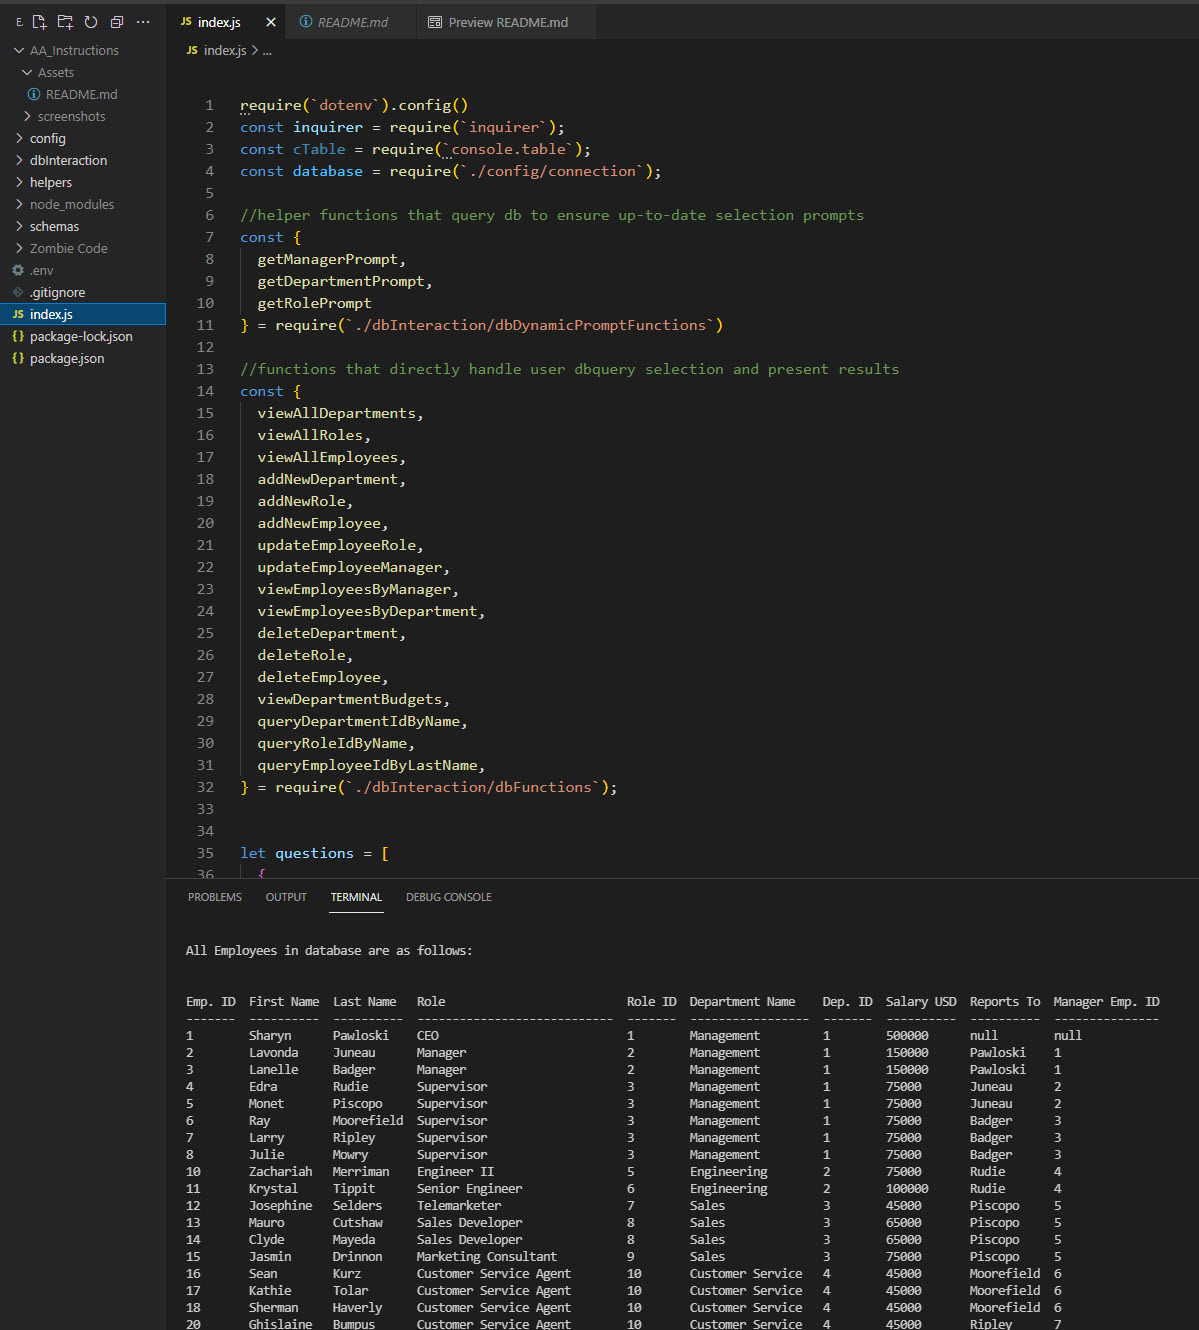 E.
JS index.js
README.md
Preview README.md
AA_Instructions
JS index.js > ...
Assets
README.md
screenshots
config
dbInteraction
helpers
node_modules
schemas
Zombie Code
.env
.gitignore
JS index.js
{} package-lock.json
{} package.json
1 require(`dotenv`).config()
2 const inquirer = require(`inquirer`);
3 const cTable = require(`console.table`);
4 const database = require(`./config/connection`);
5
6 //helper functions that query db to ensure up-to-date selection prompts
7 const {
8 getManagerPrompt,
9 getDepartmentPrompt,
10 getRolePrompt
11 } = require(`./dbInteraction/dbDynamicPromptFunctions`)
12
13 //functions that directly handle user dbquery selection and present results
14 const {
15 viewAllDepartments,
16 viewAllRoles,
17 viewAllEmployees,
18 addNewDepartment,
19 addNewRole,
20 addNewEmployee,
21 updateEmployeeRole,
22 updateEmployeeManager,
23 viewEmployeesByManager,
24 viewEmployeesByDepartment,
25 deleteDepartment,
26 deleteRole,
27 deleteEmployee,
28 viewDepartmentBudgets,
29 queryDepartmentIdByName,
30 queryRoleIdByName,
31 queryEmployeeIdByLastName,
32 } = require(`./dbInteraction/dbFunctions`);
33
34
35 let questions = [
36 {
PROBLEMS OUTPUT TERMINAL DEBUG CONSOLE
All Employees in database are as follows:
Emp. ID First Name Last Name Role Role ID Department Name Dep. ID Salary USD Reports To Manager Emp. ID
------- ---------- ---------- ---------------------------- ------- ----------------- ------- ---------- ---------- ---------------
1 Sharyn Pawloski CEO 1 Management 1 500000 null null
2 Lavonda Juneau Manager 2 Management 1 150000 Pawloski 1
3 Lanelle Badger Manager 2 Management 1 150000 Pawloski 1
4 Edra Rudie Supervisor 3 Management 1 75000 Juneau 2
5 Monet Piscopo Supervisor 3 Management 1 75000 Juneau 2
6 Ray Moorefield Supervisor 3 Management 1 75000 Badger 3
7 Larry Ripley Supervisor 3 Management 1 75000 Badger 3
8 Julie Mowry Supervisor 3 Management 1 75000 Badger 3
10 Zachariah Merriman Engineer II 5 Engineering 2 75000 Rudie 4
11 Krystal Tippit Senior Engineer 6 Engineering 2 100000 Rudie 4
12 Josephine Selders Telemarketer 7 Sales 3 45000 Piscopo 5
13 Mauro Cutshaw Sales Developer 8 Sales 3 65000 Piscopo 5
14 Clyde Mayeda Sales Developer 8 Sales 3 65000 Piscopo 5
15 Jasmin Drinnon Marketing Consultant 9 Sales 3 75000 Piscopo 5
16 Sean Kurz Customer Service Agent 10 Customer Service 4 45000 Moorefield 6
17 Kathie Tolar Customer Service Agent 10 Customer Service 4 45000 Moorefield 6
18 Sherman Haverly Customer Service Agent 10 Customer Service 4 45000 Moorefield 6
20 Ghislaine Bumpus Customer Service Agent 10 Customer Service 4 45000 Ripley 7